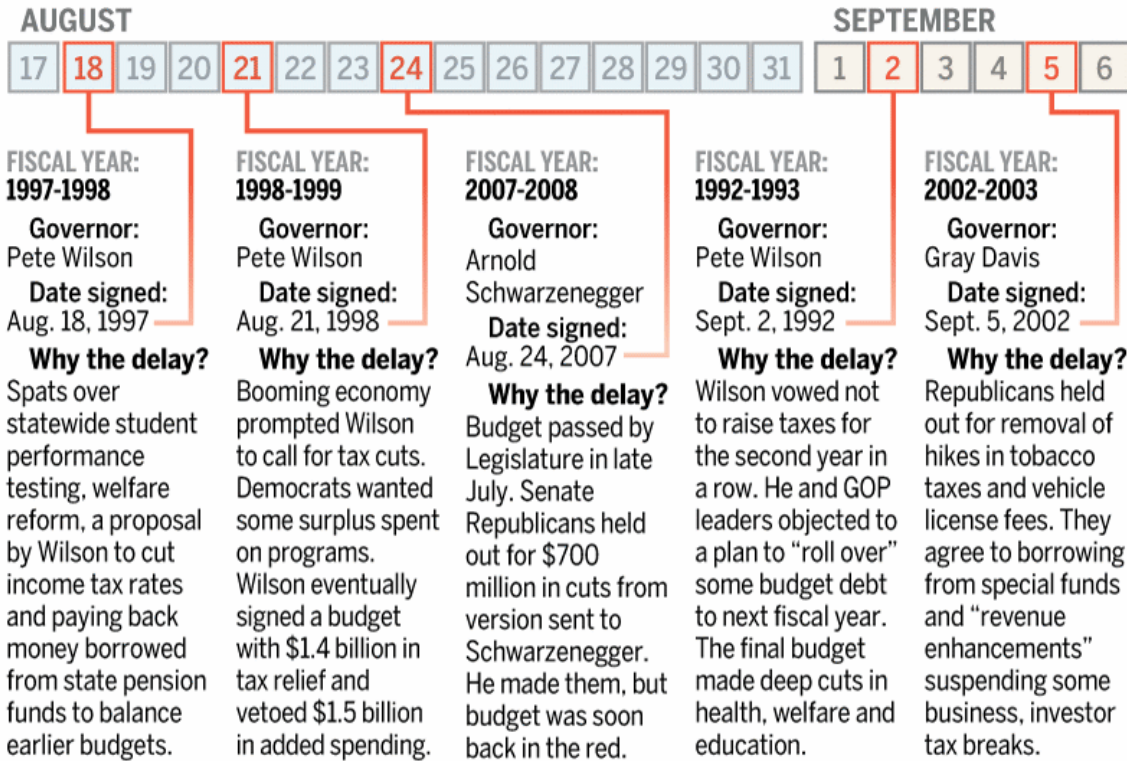 AUGUST
17 18 19 20 21 22 23 24 25 26 27 28 29 30 31
SEPTEMBER
1 2 3 4 5 6
FISCAL YEAR:
1997-1998
Governor:
Pete Wilson
Date signed:
Aug. 18, 1997
Why the delay?
Spats over
statewide student
performance
testing, welfare
reform, a proposal
by Wilson to cut
income tax rates
and paying back
money borrowed
from state pension
funds to balance
earlier budgets.
FISCAL YEAR:
1998-1999
Governor:
Pete Wilson
Date signed:
Aug. 21, 1998
Why the delay?
Booming economy
prompted Wilson
to call for tax cuts.
Democrats wanted
some surplus spent
on programs.
Wilson eventually
signed a budget
with $1.4 billion in
tax relief and
vetoed $1.5 billion
in added spending.
FISCAL YEAR:
2007-2008
Governor:
Arnold
Schwarzenegger
Date signed:
Aug. 24, 2007
Why the delay?
Budget passed by
Legislature in late
July. Senate
Republicans held
out for $700
million in cuts from
version sent to
Schwarzenegger.
He made them, but
budget was soon
back in the red.
FISCAL YEAR:
1992-1993
Governor:
Pete Wilson
Date signed:
Sept. 2, 1992
Why the delay?
Wilson vowed not
to raise taxes for
the second year in
a row. He and GOP
leaders objected to
a plan to “roll over”
some budget debt
to next fiscal year.
The final budget
made deep cuts in
health, welfare and
education.
FISCAL YEAR:
2002-2003
Governor:
Gray Davis
Date signed:
Sept. 5, 2002
Why the delay?
Republicans held
out for removal of
hikes in tobacco
taxes and vehicle
license fees. They
agree to borrowing
from special funds
and “revenue
enhancements”
suspending some
business, investor
tax breaks.